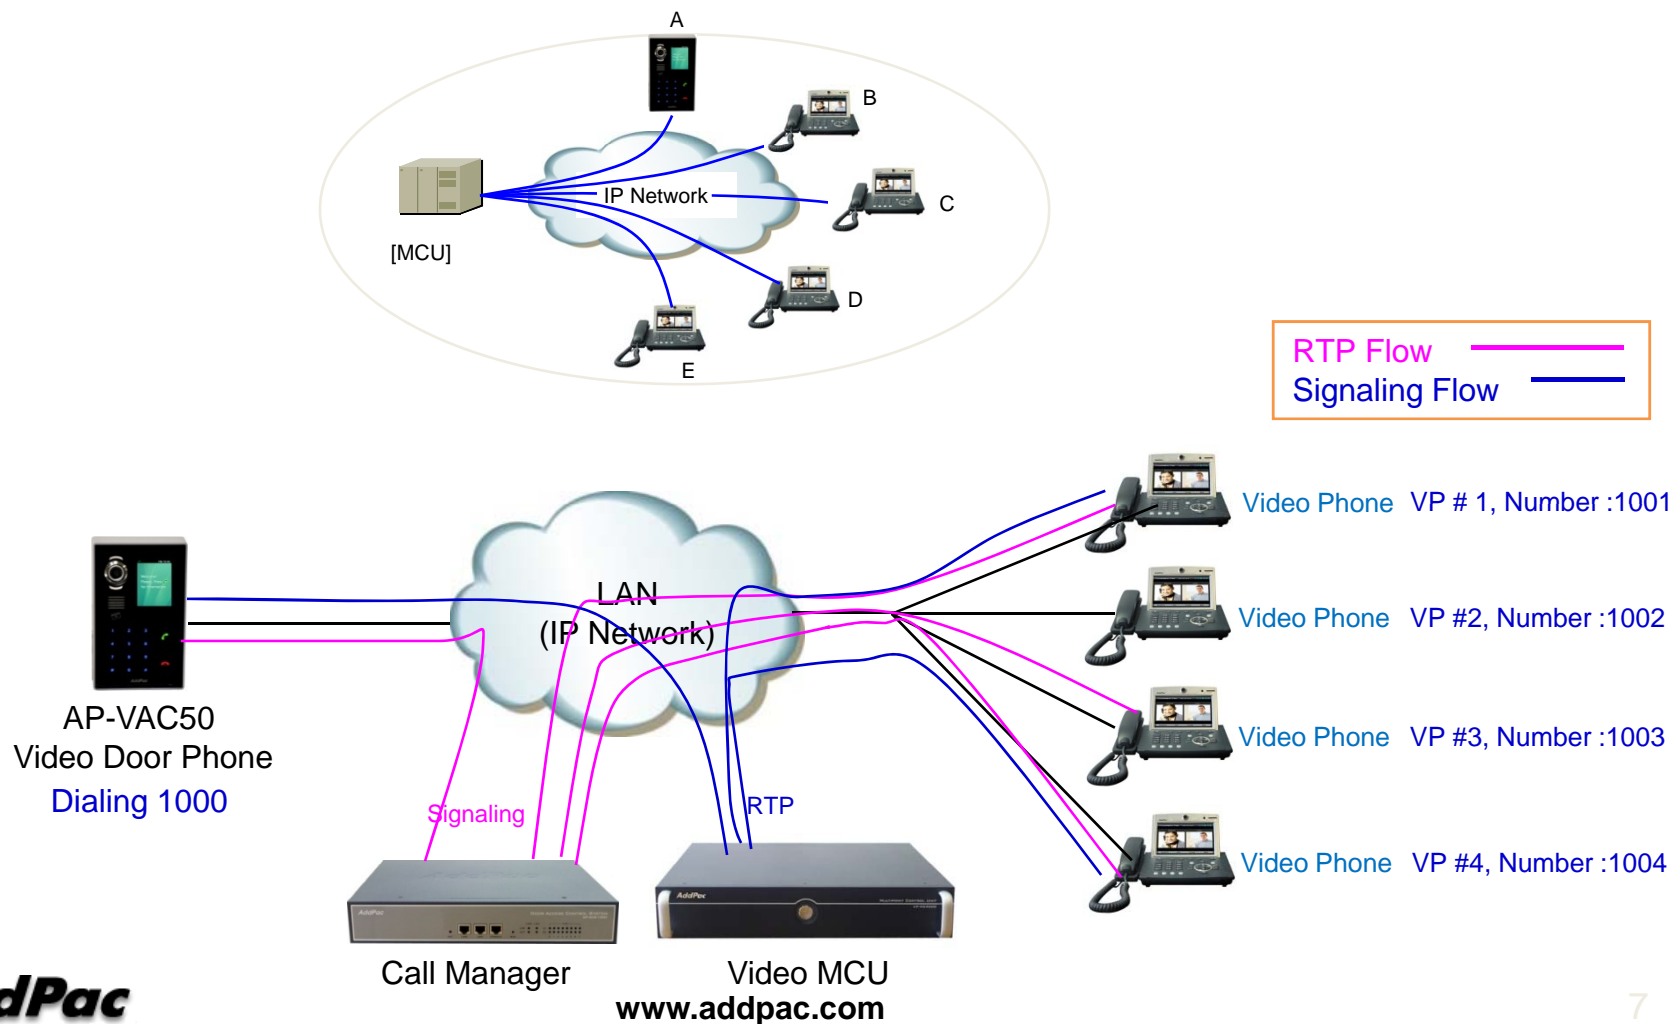 A
B
IP Network
C
[MCU]
D
E
RTP Flow
Signaling Flow
Video Phone VP # 1, Number :1001
LAN
(IP Network)
Video Phone VP #2, Number :1002
AP-VAC50
Video Door Phone
Dialing 1000
Video Phone VP #3, Number :1003
Signaling
RTP
Video Phone VP #4, Number :1004
AddPac
AddPac
Call Manager
Video MCU
www.addpac.com
dPac
7